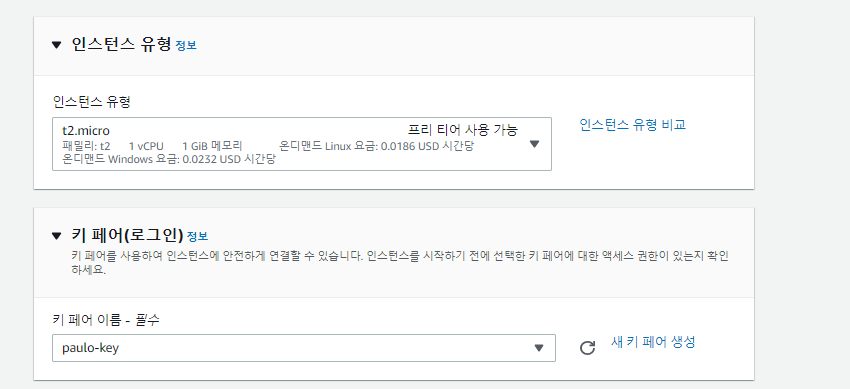 인스턴스 유형 정보
인스턴스 유형
t2.micro 프리 티어 사용 가능
패밀리: t2 1 vCPU 1 GiB 메모리 온디맨드 Linux 요금: 0.0186 USD 시간당
온디맨드 Windows 요금: 0.0232 USD 시간당
인스턴스 유형 비교
키 페어(로그인) 정보
키 페어를 사용하여 인스턴스에 안전하게 연결할 수 있습니다. 인스턴스를 시작하기 전에 선택한 키 페어에 대한 액세스 권한이 있는지 확인
하세요.
키 페어 이름 - 필수
paulo-key
새 키 페어 생성